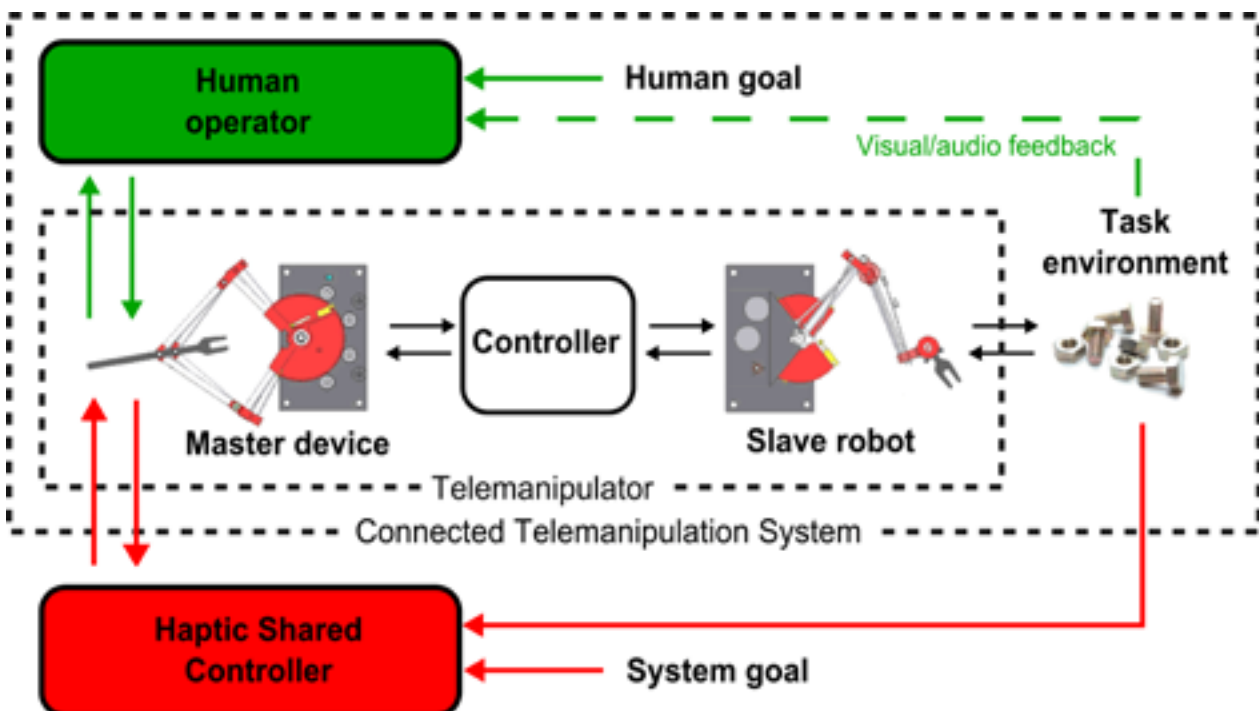 Human
operator
Human goal
Visual/audio feedback
Task
environment
Controller
Master device
Slave robot
Telemanipulator
Connected Telemanipulation System
Haptic Shared
Controller
System goal